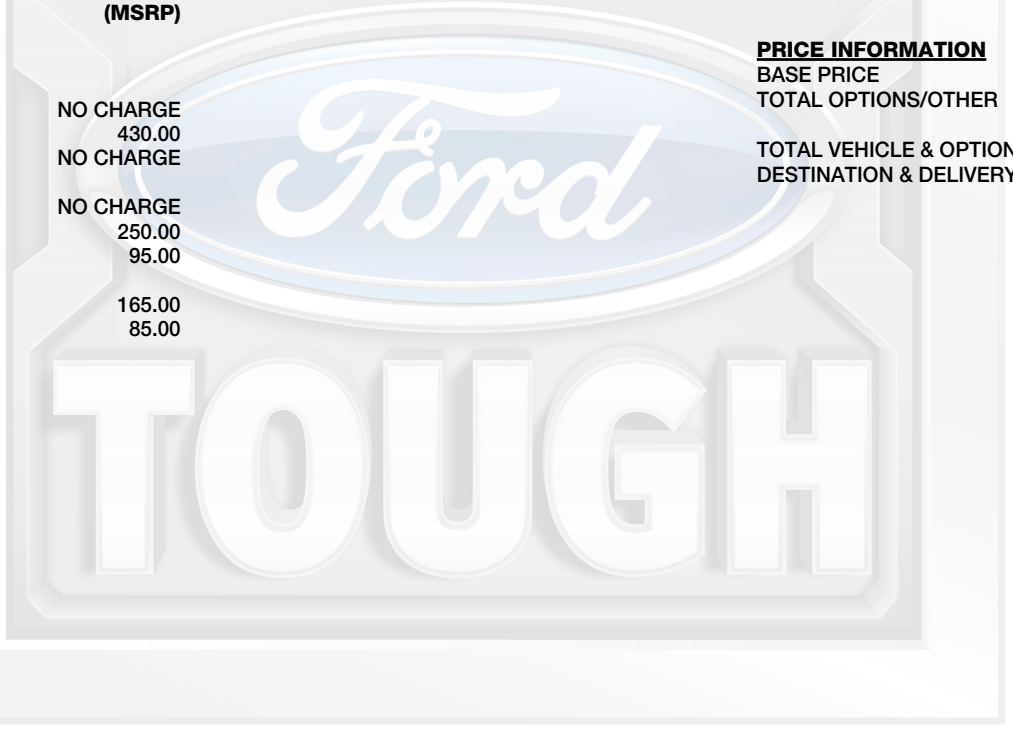 (MSRP)
NO CHARGE
430.00
NO CHARGE
NO CHARGE
250.00
95.00
165.00
85.00
PRICE INFORMATION
BASE PRICE
TOTAL OPTIONS/OTHER
TOTAL VEHICLE & OPTION
DESTINATION & DELIVERY
Ford
TOUGH